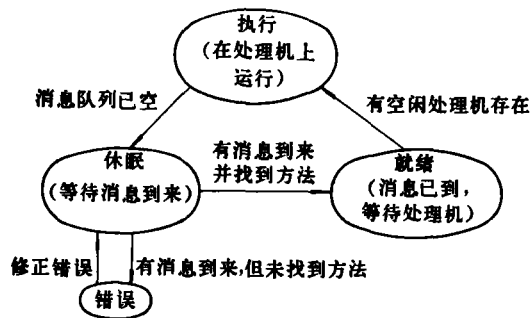 执行
(在处理机上
运行)
消息队列已空
有空闲处理机存在
休眠
(等待消息到来)
有消息到来
并找到方法
就绪
(消息已到,
等待处理机)
修正错误
有消息到来,但未找到方法
错误